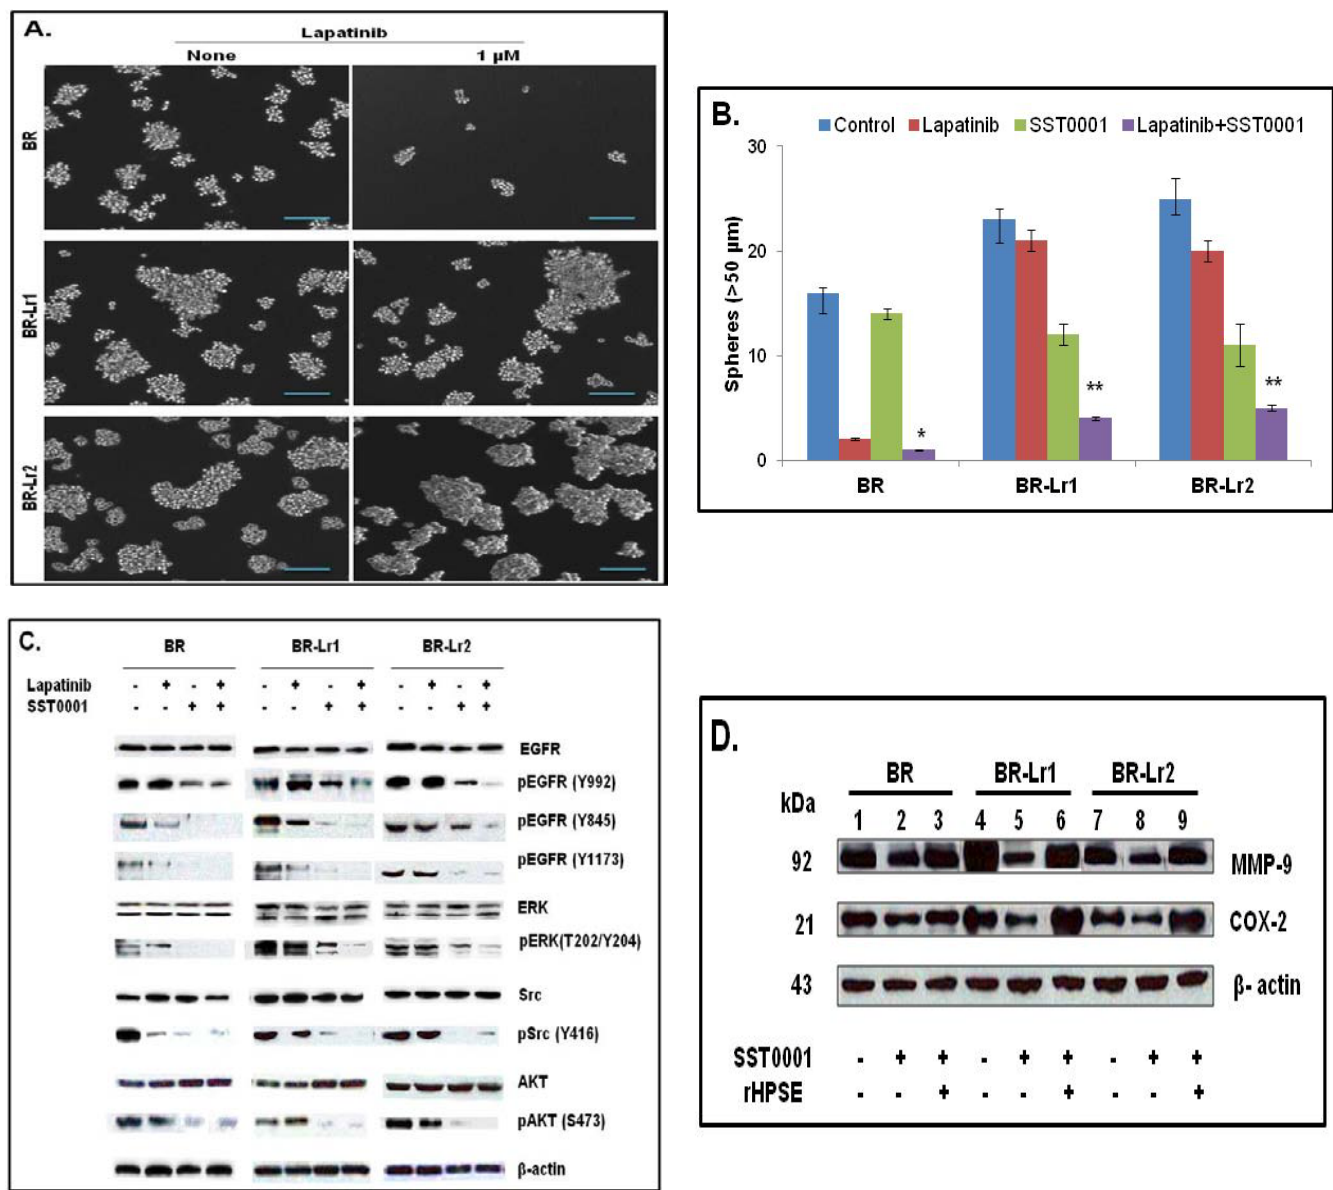 A.
Lapatinib
None 1 µM
BR
BR-Lr1
BR-Lr2
B.
Control Lapatinib SST0001 Lapatinib+SST0001
Spheres (>50 µm)
30
20
10
0
* ** **
BR BR-Lr1 BR-Lr2
C.
BR BR-Lr1 BR-Lr2
Lapatinib - + - + - + - + - + - +
SST0001 - - + + - - + + - - + +
EGFR
pEGFR (Y992)
pEGFR (Y845)
pEGFR (Y1173)
ERK
pERK(T202/Y204)
Src
pSrc (Y416)
AKT
pAKT (S473)
β-actin
D.
BR BR-Lr1 BR-Lr2
kDa 1 2 3 4 5 6 7 8 9
92 MMP-9
21 COX-2
43 β- actin
SST0001 - + + - + + - + +
rHPSE - - + - - + - - +